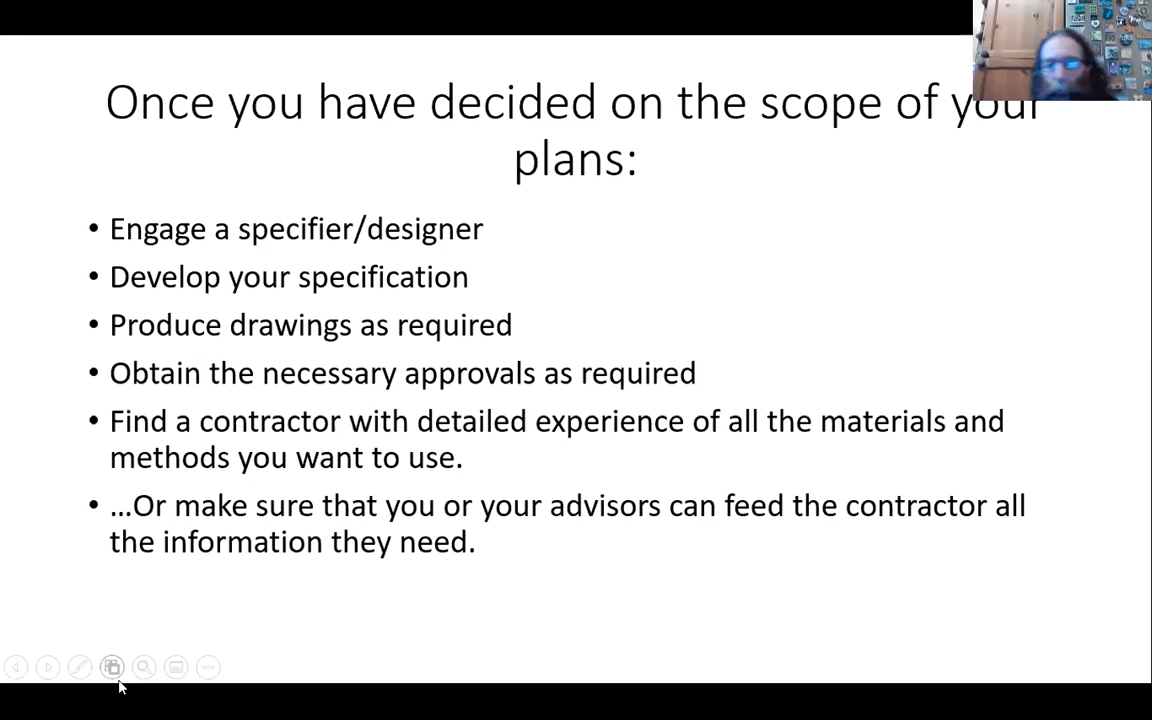 Once you have decided on the scope of your
plans:
• Engage a specifier/designer
• Develop your specification
• Produce drawings as required
• Obtain the necessary approvals as required
• Find a contractor with detailed experience of all the materials and
methods you want to use.
• …Or make sure that you or your advisors can feed the contractor all
the information they need.